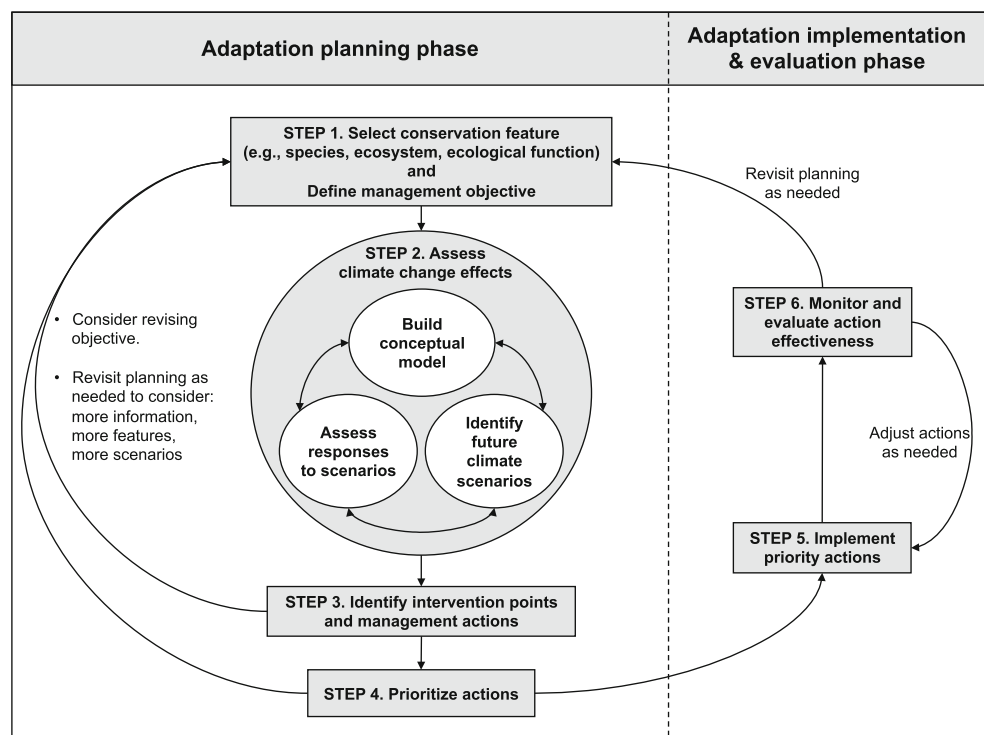 Adaptation planning phase
Adaptation implementation
& evaluation phase
STEP 1. Select conservation feature
(e.g., species, ecosystem, ecological function)
and
Define management objective
Revisit planning
as needed
STEP 2. Assess
climate change effects
Build
conceptual
model
Assess
responses
to scenarios
Identify
future
climate
scenarios
• Consider revising
objective.
• Revisit planning as
needed to consider:
more information,
more features,
more scenarios
STEP 6. Monitor and
evaluate action
effectiveness
Adjust actions
as needed
STEP 5. Implement
priority actions
STEP 3. Identify intervention points
and management actions
STEP 4. Prioritize actions